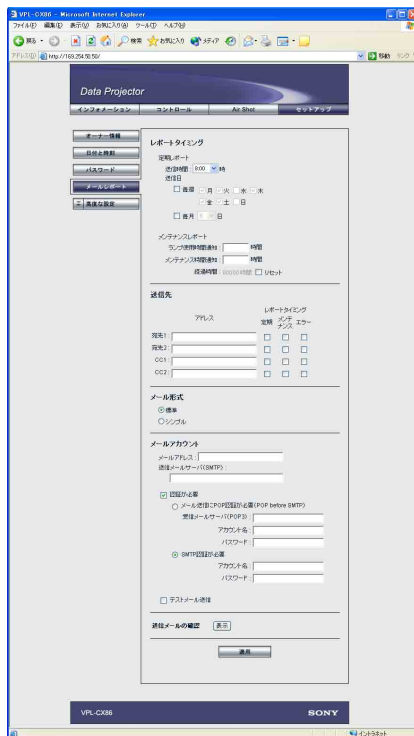 VPL-CX86 - Microsoft Internet Explorer
ファイル(F) 編集(E) 表示(V) お気に入り(A) ツール(T) ヘルプ(H)
戻る 検索 お気に入り メディア
アドレス(D) http://169.254.50.50/ 移動 リンク
Data Projector
インフォメーション コントロール Air Shot セットアップ
オーナー情報
日付と時刻
パスワード
メールレポート
高度な設定
レポートタイミング
定期レポート
送信時間: 8:00 時
送信日
毎週 月 火 水 木
金 土 日
毎月 日
メンテナンスレポート
ランプ使用時間通知: 時間
メンテナンス時間通知: 時間
経過時間: 00000時間 リセット
送信先
レポートタイミング
アドレス 定期 メンテナンス エラー
宛先1:
宛先2:
CC1:
CC2:
メール形式
標準
シンプル
メールアカウント
メールアドレス:
送信メールサーバ(SMTP):
認証が必要
メール送信にPOP認証が必要(POP before SMTP)
受信メールサーバ(POP3):
アカウント名:
パスワード:
SMTP認証が必要
アカウント名:
パスワード:
テストメール送信
送信メールの確認 表示
適用
VPL-CX86 SONY
イントラネット